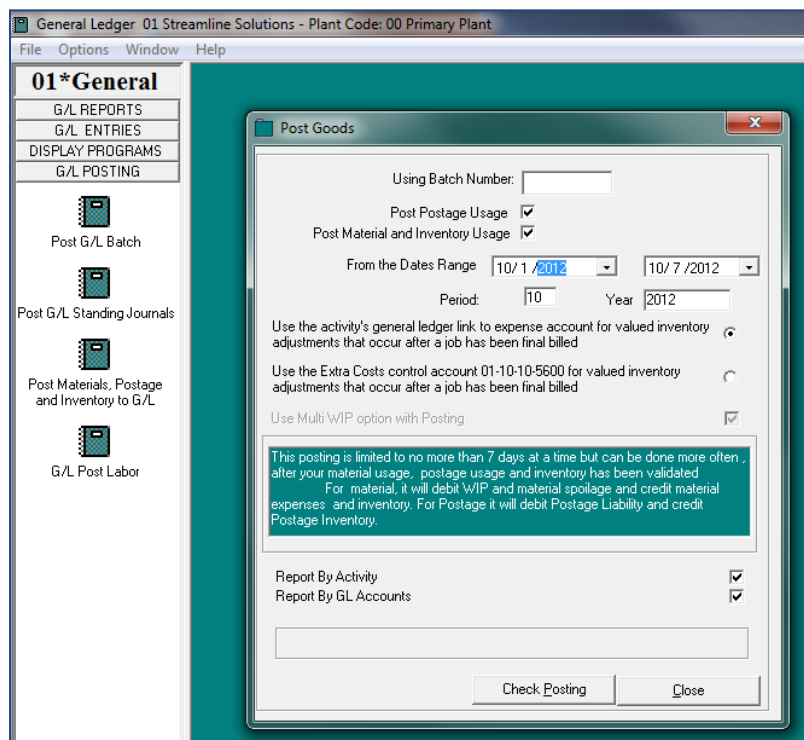 General Ledger 01 Streamline Solutions - Plant Code: 00 Primary Plant
File Options Window Help
01*General
G/L REPORTS
G/L ENTRIES
DISPLAY PROGRAMS
G/L POSTING
Post G/L Batch
Post G/L Standing Journals
Post Materials, Postage
and Inventory to G/L
G/L Post Labor
Post Goods
Using Batch Number:
Post Postage Usage
Post Material and Inventory Usage
From the Dates Range 10/ 1 /2012 10/ 7 /2012
Period: 10 Year 2012
Use the activity's general ledger link to expense account for valued inventory
adjustments that occur after a job has been final billed
Use the Extra Costs control account 01-10-10-5600 for valued inventory
adjustments that occur after a job has been final billed
Use Multi WIP option with Posting
This posting is limited to no more than 7 days at a time but can be done more often ,
after your material usage, postage usage and inventory has been validated
For material, it will debit WIP and material spoilage and credit material
expenses and inventory. For Postage it will debit Postage Liability and credit
Postage Inventory.
Report By Activity
Report By GL Accounts
Check Posting Close